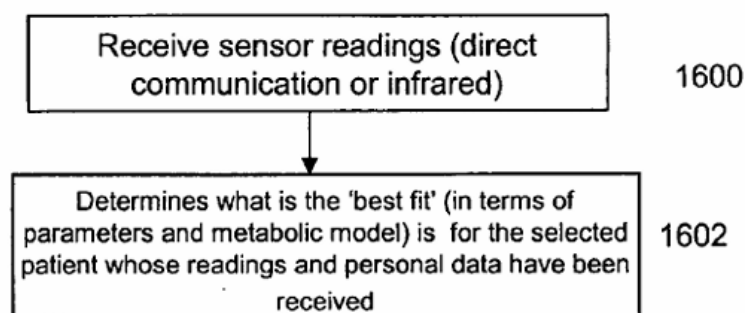 Receive sensor readings (direct
communication or infrared)
1600
Determines what is the 'best fit' (in terms of
parameters and metabolic model) is for the selected
patient whose readings and personal data have been
received
1602